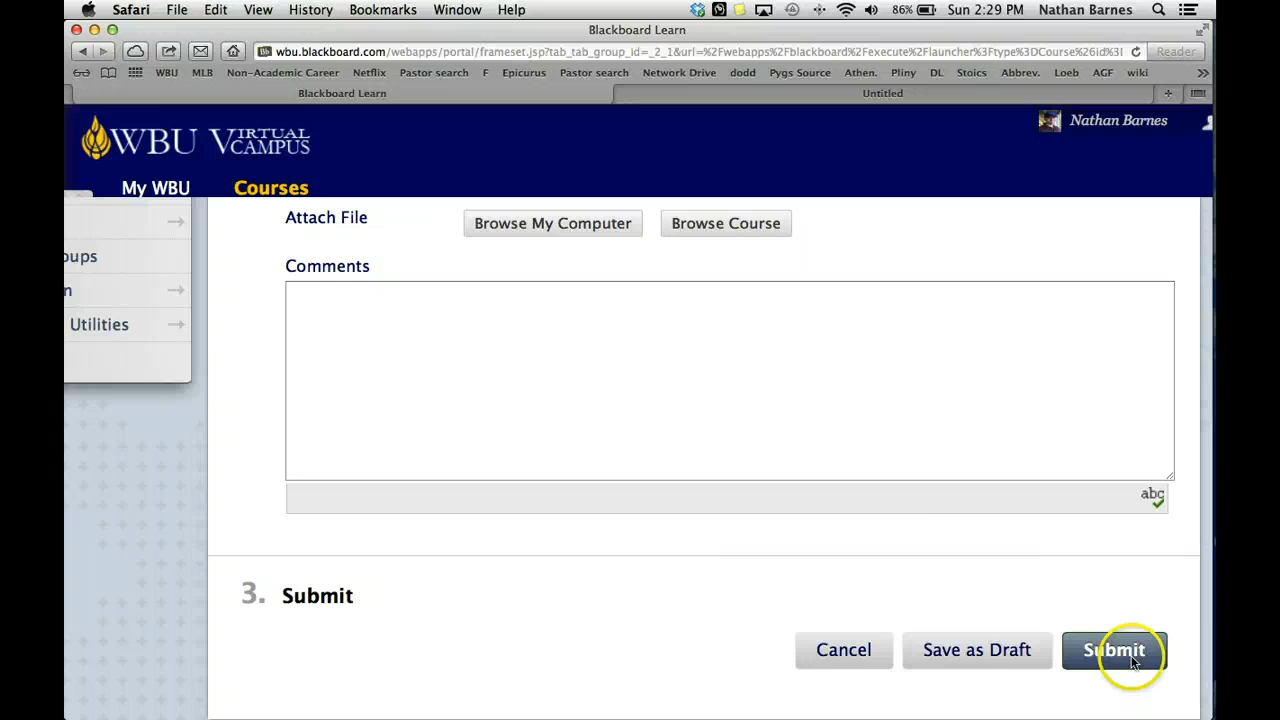 Safari File Edit View History Bookmarks Window Help 86% Sun 2:29 PM Nathan Barnes
Blackboard Learn
wbu.blackboard.com/webapps/portal/frameset.jsp?tab_tab_group_id=_2_1&url=%2Fwebapps%2Fblackboard%2Fexecute%2Flauncher%3Ftype%3DCourse%26id%3I Reader
WBU MLB Non-Academic Career Netflix Pastor search F Epicurus Pastor search Network Drive dodd Pygs Source Athen. Pliny DL Stoics Abbrev. Loeb AGF wiki
Blackboard Learn Untitled
WBU VIRTUAL CAMPUS
Nathan Barnes
My WBU Courses
Attach File Browse My Computer Browse Course
oups
Comments
n
Utilities
abc
3. Submit
Cancel Save as Draft Submit